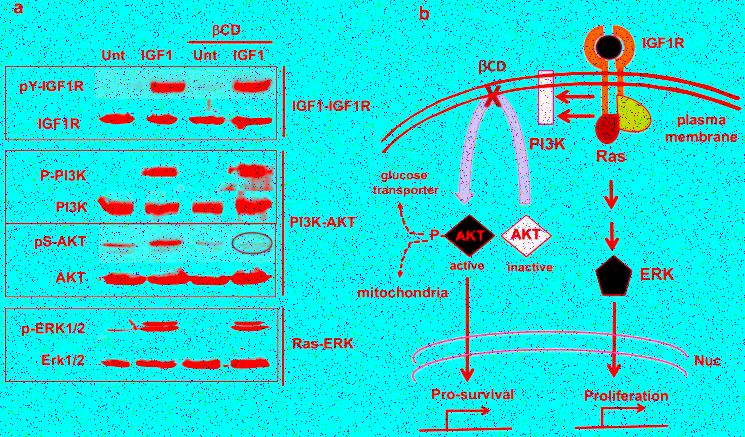 a
βCD
Unt IGF1 Unt IGF1
pY-IGF1R
IGF1R
IGF1-IGF1R
P-PI3K
PI3K
PI3K-AKT
pS-AKT
AKT
p-ERK1/2
Erk1/2
Ras-ERK
b
IGF1R
βCD
plasma
membrane
PI3K
Ras
glucose
transporter
P
AKT
AKT
active
inactive
ERK
mitochondria
Nuc
Pro-survival
Proliferation